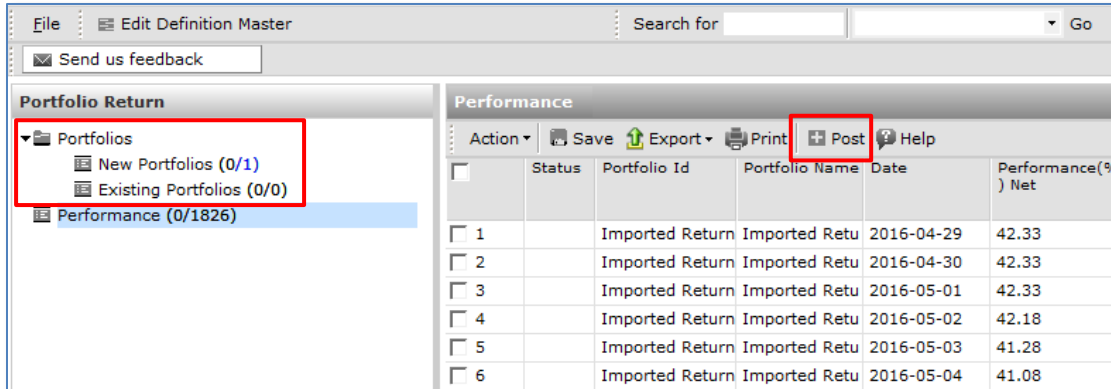 File Edit Definition Master Search for Go
Send us feedback
Portfolio Return
Portfolios
New Portfolios (0/1)
Existing Portfolios (0/0)
Performance (0/1826)
Performance
Action Save Export Print Post Help
Status Portfolio Id Portfolio Name Date Performance(%
) Net
1 Imported Return Imported Retu 2016-04-29 42.33
2 Imported Return Imported Retu 2016-04-30 42.33
3 Imported Return Imported Retu 2016-05-01 42.33
4 Imported Return Imported Retu 2016-05-02 42.18
5 Imported Return Imported Retu 2016-05-03 41.28
6 Imported Return Imported Retu 2016-05-04 41.08